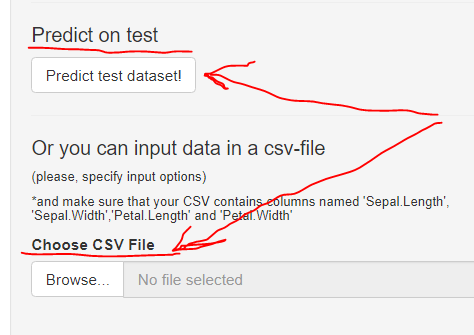 Predict on test
Predict test dataset!
Or you can input data in a csv-file
(please, specify input options)
*and make sure that your CSV contains columns named 'Sepal.Length',
'Sepal.Width','Petal.Length' and 'Petal.Width'
Choose CSV File
Browse... No file selected